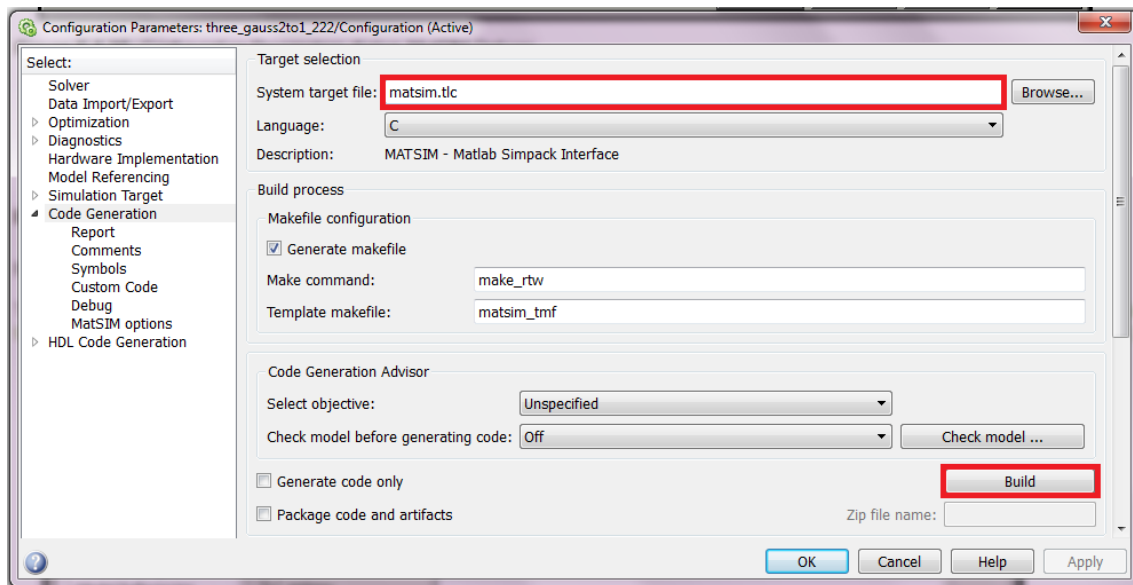 Configuration Parameters: three_gauss2to1_222/Configuration (Active)
Select:
Solver
Data Import/Export
Optimization
Diagnostics
Hardware Implementation
Model Referencing
Simulation Target
Code Generation
Report
Comments
Symbols
Custom Code
Debug
MatSIM options
HDL Code Generation
Target selection
System target file: matsim.tlc Browse...
Language: C
Description: MATSIM - Matlab Simpack Interface
Build process
Makefile configuration
Generate makefile
Make command: make_rtw
Template makefile: matsim_tmf
Code Generation Advisor
Select objective: Unspecified
Check model before generating code: Off Check model ...
Generate code only Build
Package code and artifacts Zip file name:
OK Cancel Help Apply